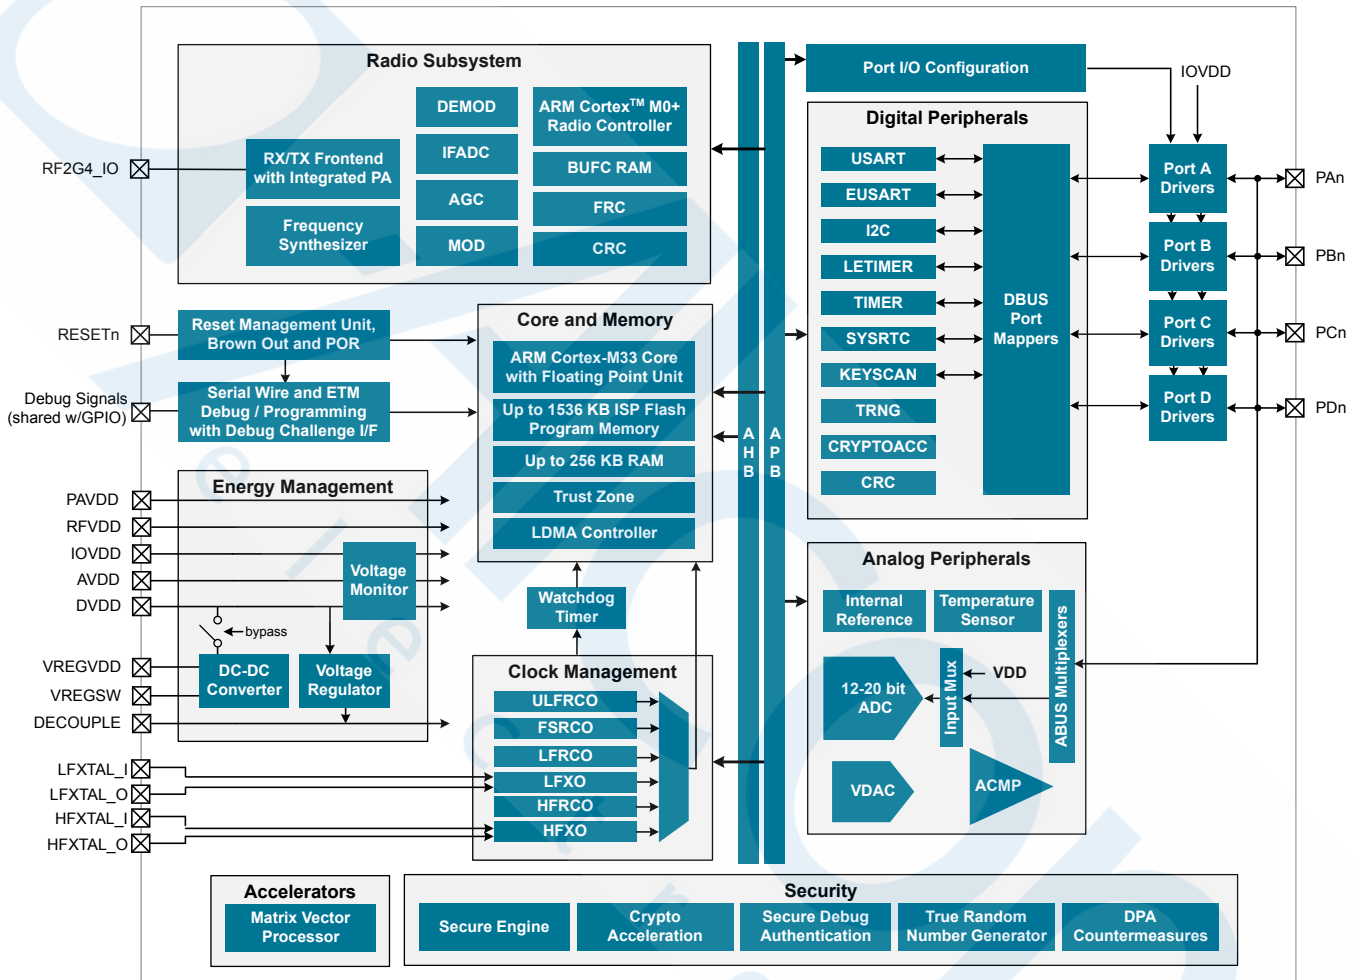 Radio Subsystem
DEMOD
IFADC
AGC
MOD
ARM Cortex™ M0+
Radio Controller
BUFC RAM
FRC
CRC
RX/TX Frontend
with Integrated PA
Frequency
Synthesizer
RF2G4_IO
RESETn
Reset Management Unit,
Brown Out and POR
Debug Signals
(shared w/GPIO)
Serial Wire and ETM
Debug / Programming
with Debug Challenge I/F
Core and Memory
ARM Cortex-M33 Core
with Floating Point Unit
Up to 1536 KB ISP Flash
Program Memory
Up to 256 KB RAM
Trust Zone
LDMA Controller
Energy Management
PAVDD
RFVDD
IOVDD
AVDD
DVDD
VREGVDD
VREGSW
DECOUPLE
Voltage
Monitor
bypass
DC-DC
Converter
Voltage
Regulator
Watchdog
Timer
Clock Management
ULFRCO
FSRCO
LFRCO
LFXO
HFRCO
HFXO
LFXTAL_I
LFXTAL_O
HFXTAL_I
HFXTAL_O
A
H
B
A
P
B
Port I/O Configuration
IOVDD
Digital Peripherals
USART
EUSART
I2C
LETIMER
TIMER
SYSRTC
KEYSCAN
TRNG
CRYPTOACC
CRC
DBUS
Port
Mappers
Port A
Drivers
Port B
Drivers
Port C
Drivers
Port D
Drivers
PAn
PBn
PCn
PDn
Analog Peripherals
Internal
Reference
Temperature
Sensor
12-20 bit
ADC
Input Mux
VDD
ABUS Multiplexers
VDAC
ACMP
Accelerators
Matrix Vector
Processor
Security
Secure Engine
Crypto
Acceleration
Secure Debug
Authentication
True Random
Number Generator
DPA
Countermeasures